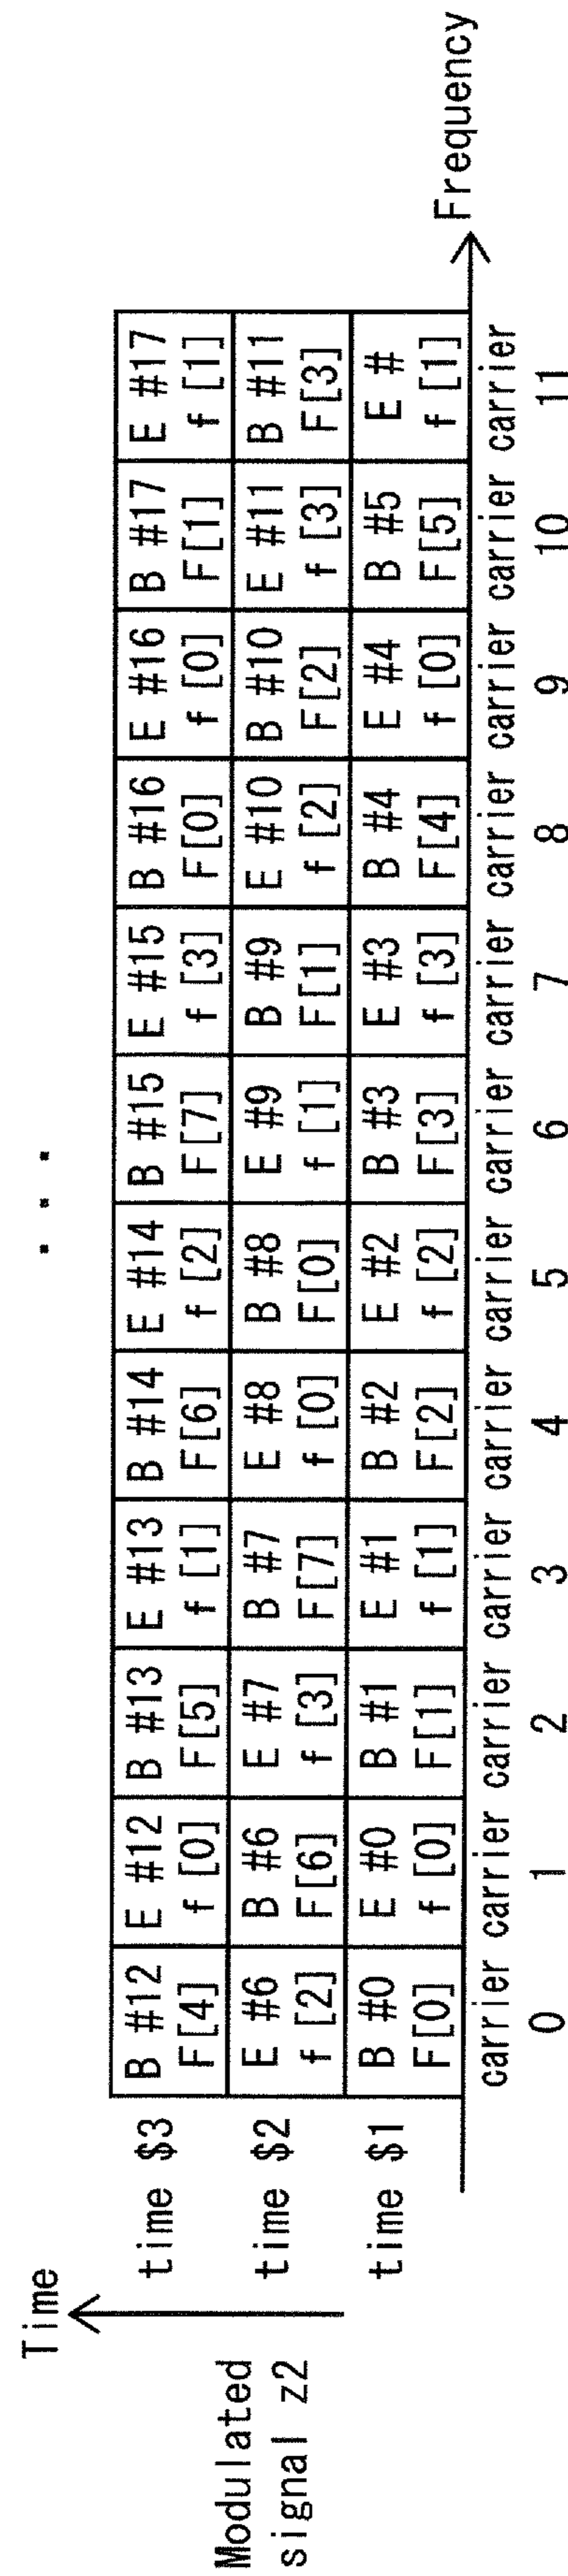 Time
Modulated
signal z2
time $3
B #12 E #12 B #13 E #13 B #14 E #14 B #15 E #15 B #16 E #16 B #17 E #17
F[4] f [0] F[5] f [1] F[6] f [2] F[7] f [3] F[0] f [0] F[1] f [1]
time $2
E #6 B #6 E #7 B #7 E #8 B #8 E #9 B #9 E #10 B #10 E #11 B #11
f [2] F[6] f [3] F[7] f [0] F[0] f [1] F[1] f [2] F[2] f [3] F[3]
time $1
B #0 E #0 B #1 E #1 B #2 E #2 B #3 E #3 B #4 E #4 B #5 E #
F[0] f [0] F[1] f [1] F[2] f [2] F[3] f [3] F[4] f [0] F[5] f [1]
carrier carrier carrier carrier carrier carrier carrier carrier carrier carrier carrier carrier
0 1 2 3 4 5 6 7 8 9 10 11
Frequency